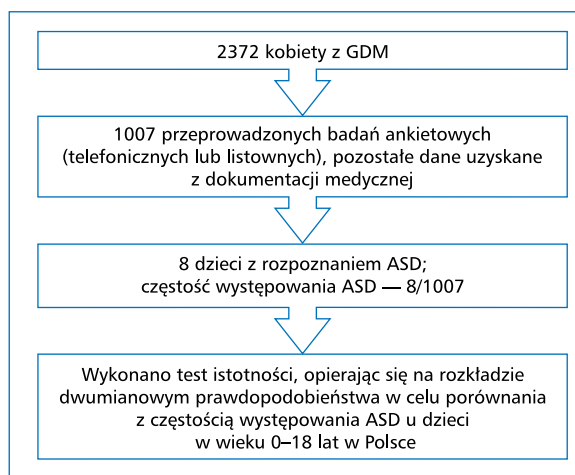 2372 kobiety z GDM
1007 przeprowadzonych badań ankietowych
(telefonicznych lub listownych), pozostałe dane uzyskane
z dokumentacji medycznej
8 dzieci z rozpoznaniem ASD;
częstość występowania ASD — 8/1007
Wykonano test istotności, opierając się na rozkładzie
dwumianowym prawdopodobieństwa w celu porównania
z częstością występowania ASD u dzieci
w wieku 0–18 lat w Polsce